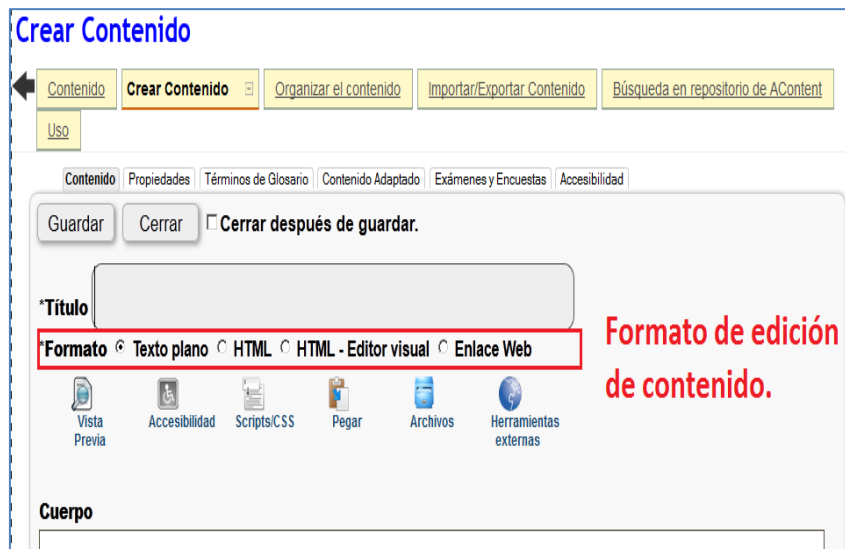 Crear Contenido
Contenido
Crear Contenido
Organizar el contenido
Importar/Exportar Contenido
Búsqueda en repositorio de AContent
Uso
Contenido
Propiedades
Términos de Glosario
Contenido Adaptado
Exámenes y Encuestas
Accesibilidad
Guardar
Cerrar
Cerrar después de guardar.
*Título
*Formato Texto plano HTML HTML - Editor visual Enlace Web
Formato de edición
de contenido.
Vista
Previa
Accesibilidad
Scripts/CSS
Pegar
Archivos
Herramientas
externas
Cuerpo